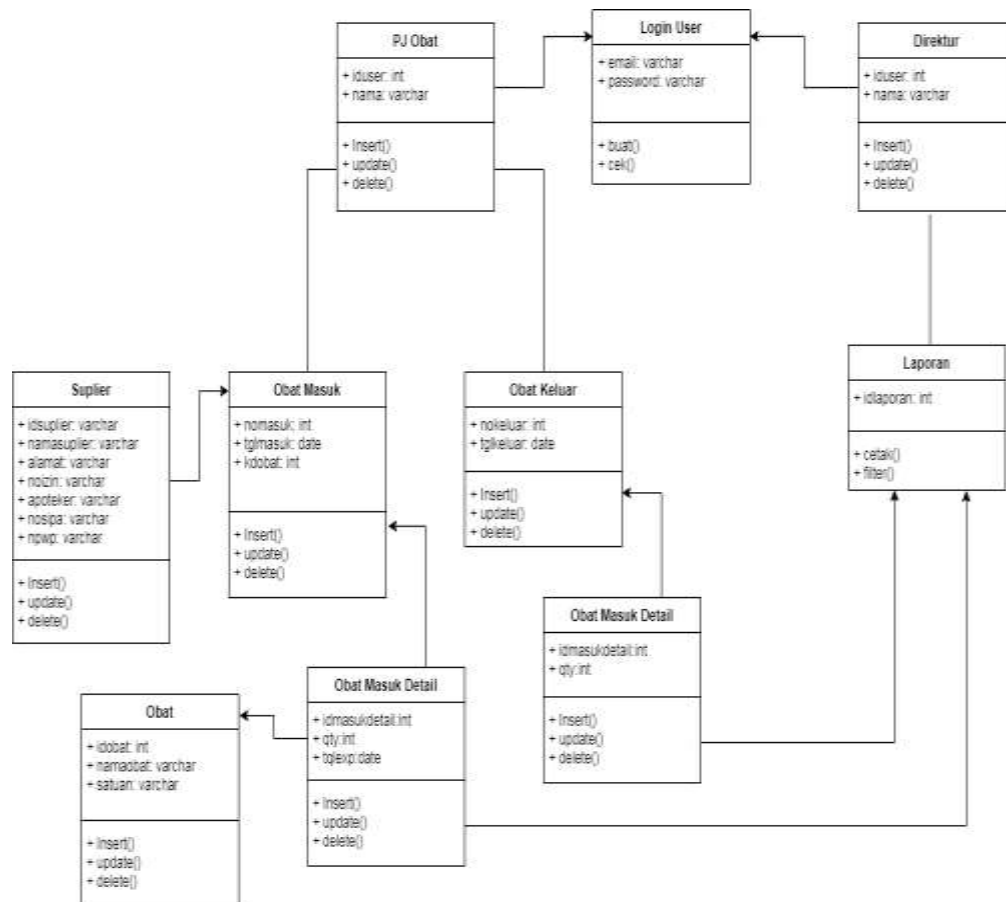 PJ Obat
+ iduser: int
+ nama: varchar
+ Insert()
+ update()
+ delete()
Login User
+ email: varchar
+ password: varchar
+ buat()
+ cek()
Direktur
+ iduser: int
+ nama: varchar
+ Insert()
+ update()
+ delete()
Suplier
+ idsuplier: varchar
+ namasuplier: varchar
+ alamat: varchar
+ noizin: varchar
+ apoteker: varchar
+ nosipa: varchar
+ npwp: varchar
+ Insert()
+ update()
+ delete()
Obat Masuk
+ nomasuk: int
+ tglmasuk: date
+ kdobat: int
+ Insert()
+ update()
+ delete()
Obat Keluar
+ nokeluar: int
+ tglkeluar: date
+ Insert()
+ update()
+ delete()
Laporan
+ idlaporan: int
+ cetak()
+ filter()
Obat Masuk Detail
+ idmasukdetail:int
+ qty:int
+ Insert()
+ update()
+ delete()
Obat Masuk Detail
+ idmasukdetail:int
+ qty:int
+ tglexp:date
+ Insert()
+ update()
+ delete()
Obat
+ idobat: int
+ namaobat: varchar
+ satuan: varchar
+ Insert()
+ update()
+ delete()